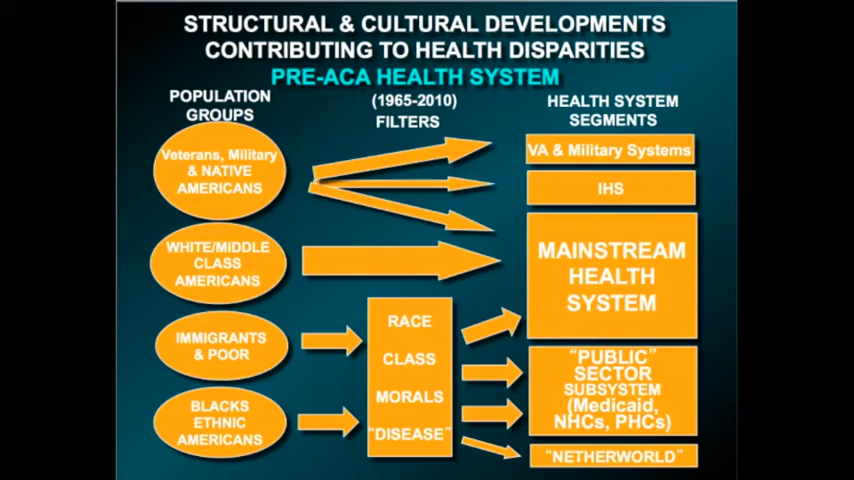 STRUCTURAL & CULTURAL DEVELOPMENTS
CONTRIBUTING TO HEALTH DISPARITIES
PRE-ACA HEALTH SYSTEM
POPULATION
GROUPS
(1965-2010)
FILTERS
HEALTH SYSTEM
SEGMENTS
Veterans, Military
& NATIVE
AMERICANS
VA & Military Systems
IHS
WHITE/MIDDLE
CLASS
AMERICANS
MAINSTREAM
HEALTH
SYSTEM
IMMIGRANTS
& POOR
BLACKS
ETHNIC
AMERICANS
RACE
CLASS
MORALS
"DISEASE"
"PUBLIC"
SECTOR
SUBSYSTEM
(Medicaid,
NHCs, PHCs)
"NETHERWORLD"